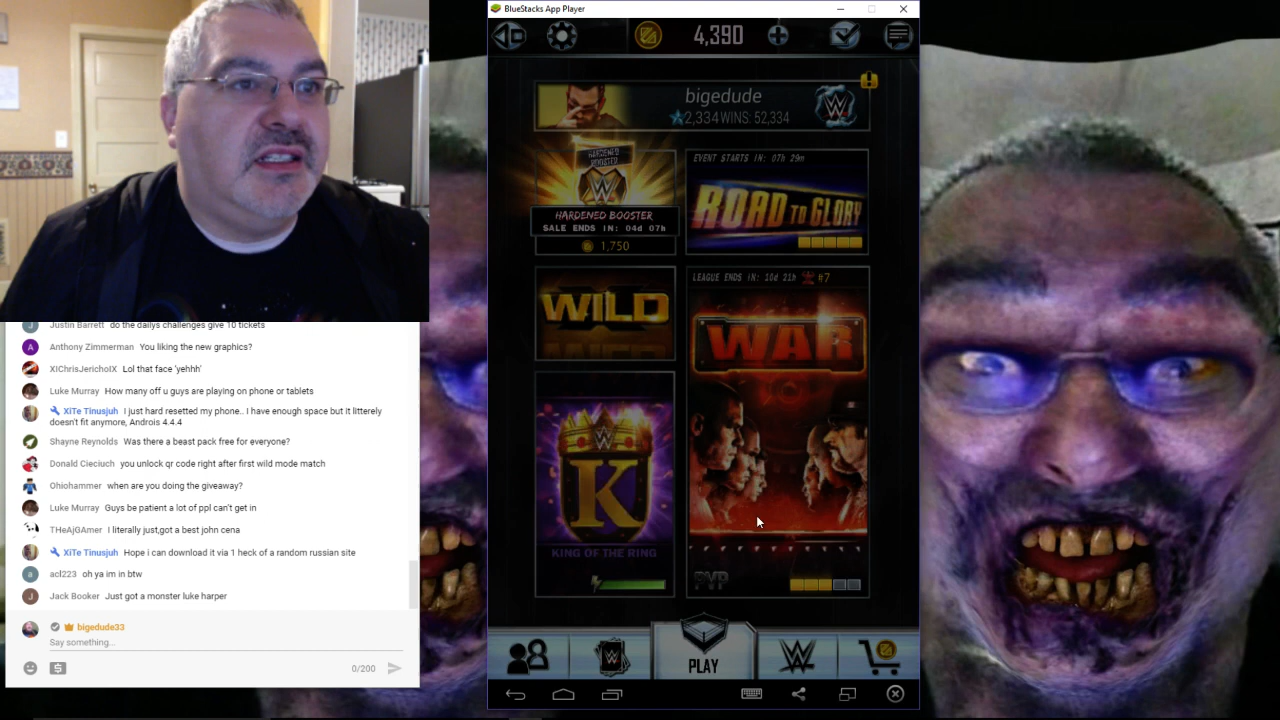 BlueStacks App Player
4,390
bigedude
2,334 WINS: 52,334
HARDENED
BOOSTER
HARDENED BOOSTER
SALE ENDS IN: 04d 07h
1,750
EVENT STARTS IN: 07h 29m
ROAD TO GLORY
WILD
LEAGUE ENDS IN: 10d 21h #7
WAR
K
KING OF THE RING
PVP
PLAY
Justin Barrett do the dailys challenges give 10 tickets
A Anthony Zimmerman You liking the new graphics?
XIChrisJerichoIX Lol that face 'yehhh'
Luke Murray How many off u guys are playing on phone or tablets
XiTe Tinusjuh I just hard resetted my phone.. I have enough space but it litterely
doesn't fit anymore, Androis 4.4.4
Shayne Reynolds Was there a beast pack free for everyone?
Donald Cieciuch you unlock qr code right after first wild mode match
Ohiohammer when are you doing the giveaway?
Luke Murray Guys be patient a lot of ppl can't get in
THeAjGAmer I literally just,got a best john cena
XiTe Tinusjuh Hope i can download it via 1 heck of a random russian site
a acl223 oh ya im in btw
J Jack Booker Just got a monster luke harper
bigedude33
Say something...
0/200